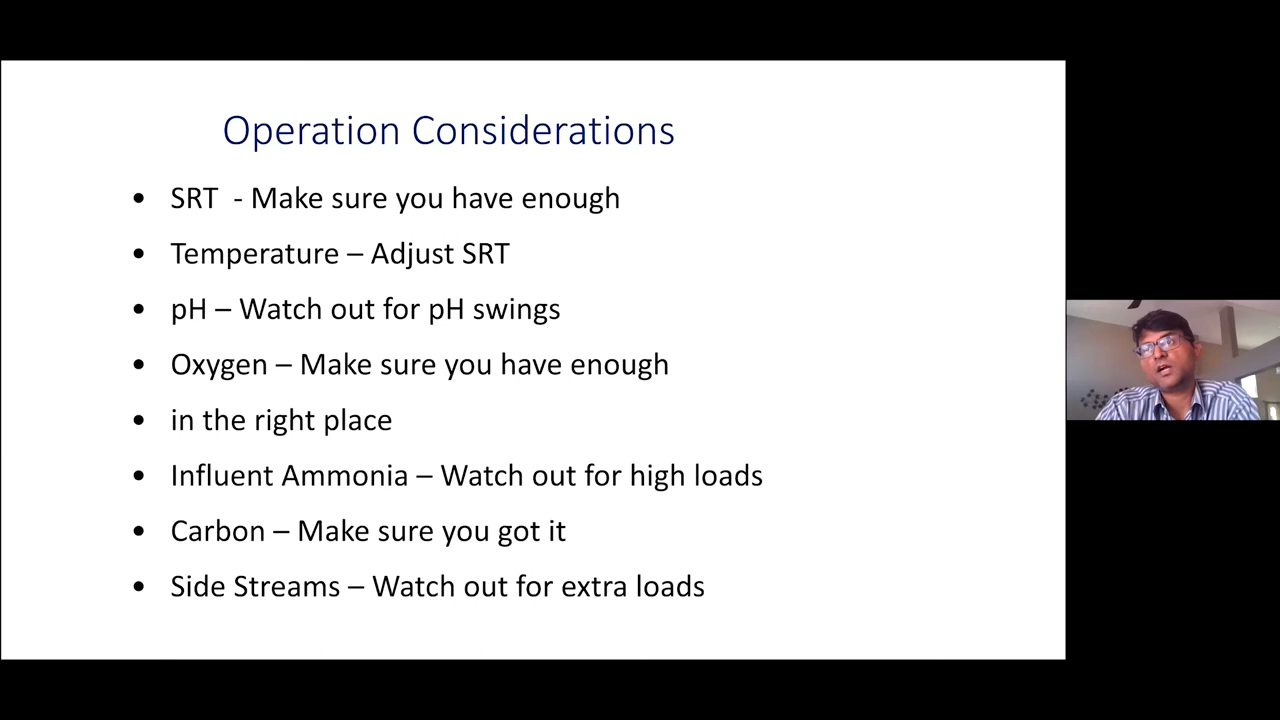 Operation Considerations
• SRT - Make sure you have enough
• Temperature – Adjust SRT
• pH – Watch out for pH swings
• Oxygen – Make sure you have enough
• in the right place
• Influent Ammonia – Watch out for high loads
• Carbon – Make sure you got it
• Side Streams – Watch out for extra loads